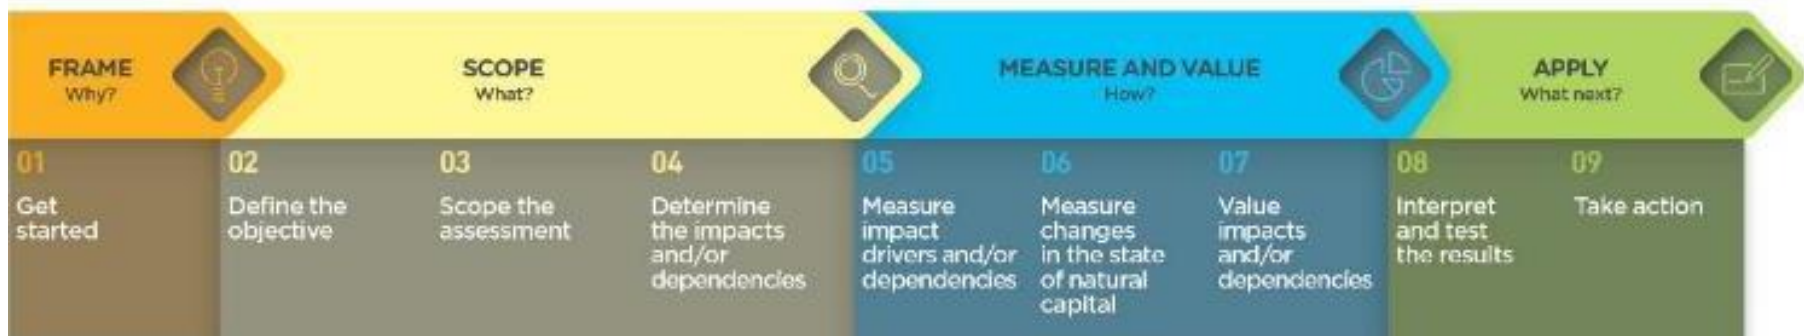 FRAME
Why?
SCOPE
What?
MEASURE AND VALUE
How?
APPLY
What next?
01
Get
started
02
Define the
objective
03
Scope the
assessment
04
Determine
the impacts
and/or
dependencies
05
Measure
impact
drivers and/or
dependencies
06
Measure
changes
in the state
of natural
capital
07
Value
impacts
and/or
dependencies
08
Interpret
and test
the results
09
Take action